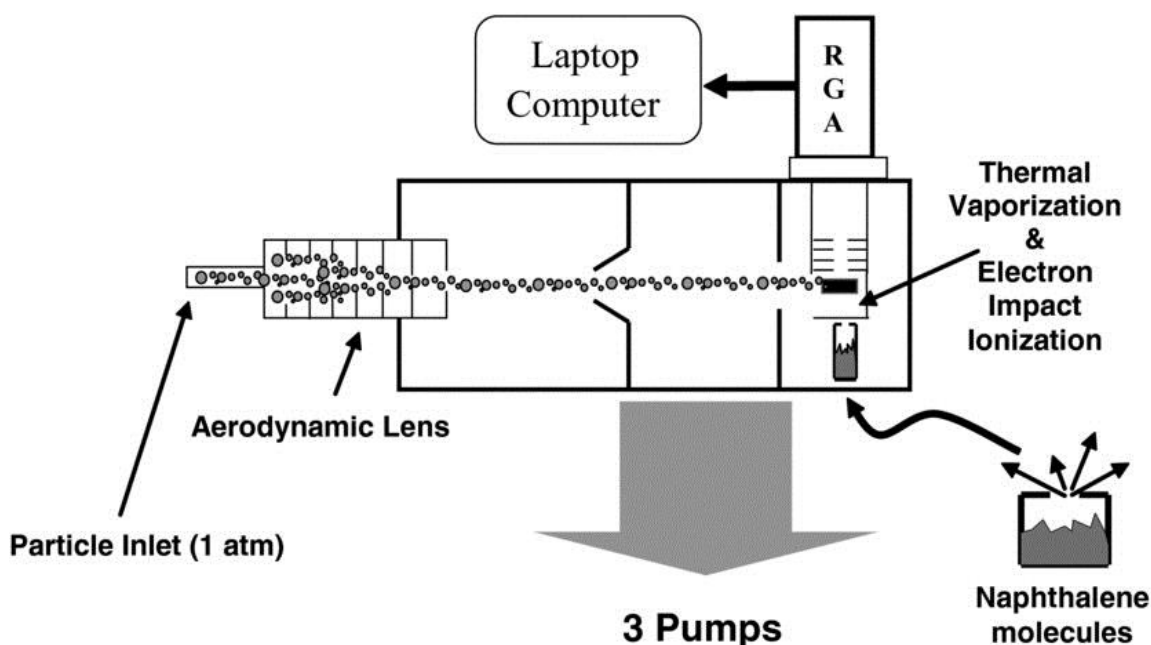 Laptop
Computer
R
G
A
Thermal
Vaporization
&
Electron
Impact
Ionization
Aerodynamic Lens
Particle Inlet (1 atm)
3 Pumps
Naphthalene
molecules